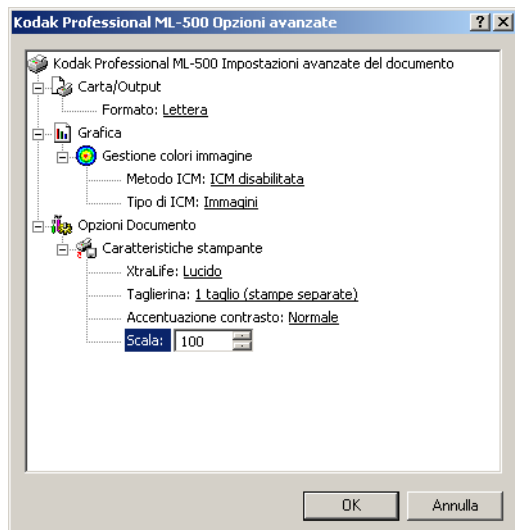 Kodak Professional ML-500 Opzioni avanzate
Kodak Professional ML-500 Impostazioni avanzate del documento
Carta/Output
Formato: Lettera
Grafica
Gestione colori immagine
Metodo ICM: ICM disabilitata
Tipo di ICM: Immagini
Opzioni Documento
Caratteristiche stampante
XtraLife: Lucido
Taglierina: 1 taglio (stampe separate)
Accentuazione contrasto: Normale
Scala: 100
OK Annulla